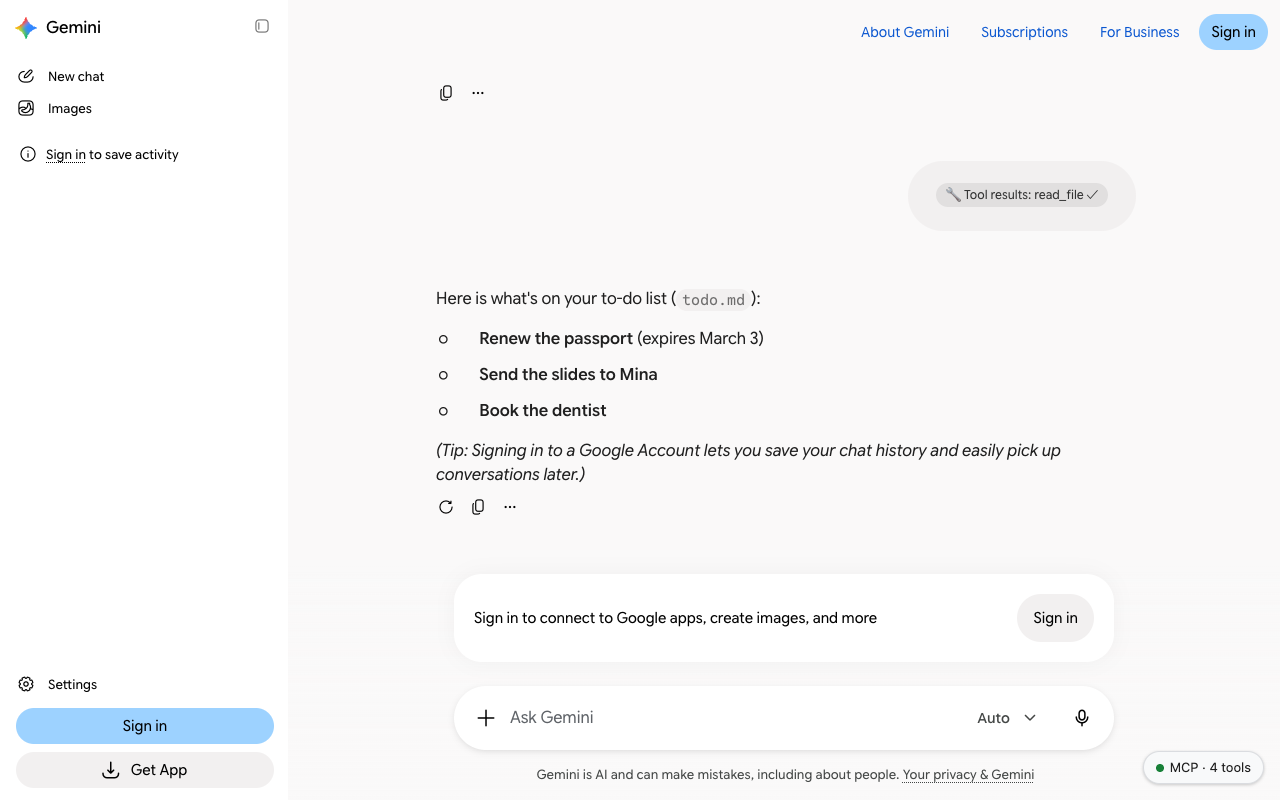 Gemini
New chat
Images
Sign in to save activity
Settings
Sign in
Get App
About Gemini
Subscriptions
For Business
Sign in
Tool results: read_file ✓
Here is what's on your to-do list ( todo.md ):
Renew the passport (expires March 3)
Send the slides to Mina
Book the dentist
(Tip: Signing in to a Google Account lets you save your chat history and easily pick up
conversations later.)
Sign in to connect to Google apps, create images, and more
Sign in
Ask Gemini
Auto
Gemini is AI and can make mistakes, including about people. Your privacy & Gemini
MCP · 4 tools